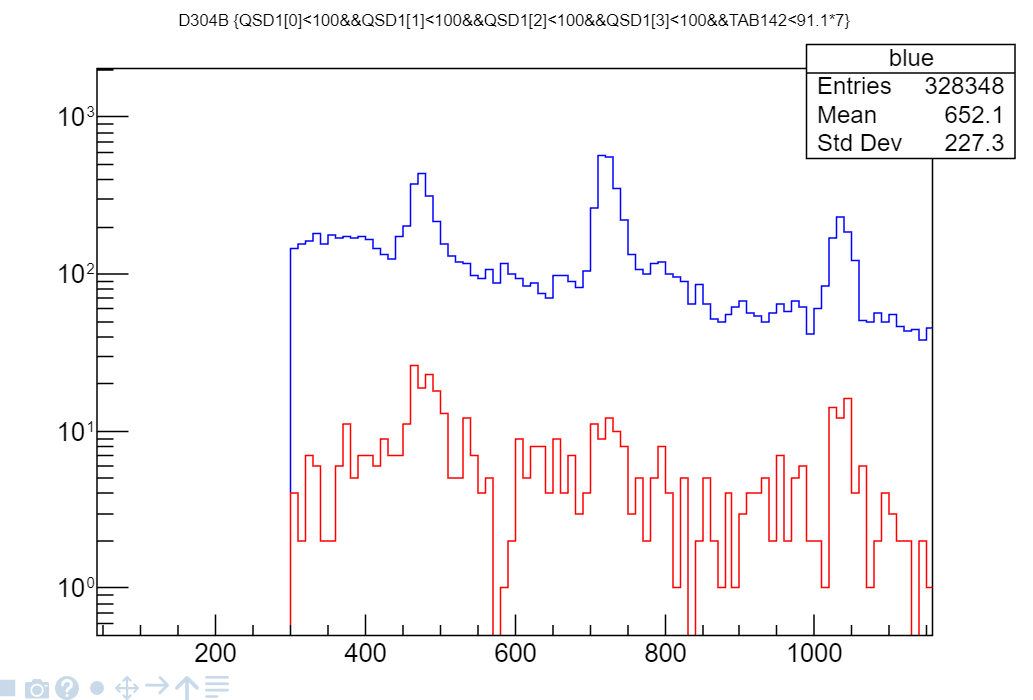 D304B {QSD1[0]<100&&QSD1[1]<100&&QSD1[2]<100&&QSD1[3]<100&&TAB142<91.1*7}
blue
Entries 328348
Mean 652.1
Std Dev 227.3
10³
10²
10¹
10⁰
200 400 600 800 1000